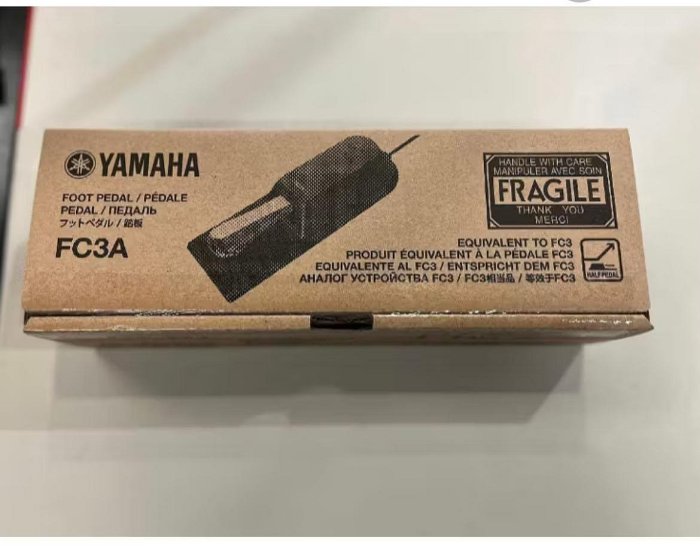 YAMAHA
FOOT PEDAL / PÉDALE
PEDAL / ПЕДАЛЬ
フットペダル / 踏板
FC3A
HANDLE WITH CARE
MANIPULER AVEC SOIN
FRAGILE
THANK YOU
MERCI
EQUIVALENT TO FC3
PRODUIT ÉQUIVALENT À LA PÉDALE FC3
EQUIVALENTE AL FC3 / ENTSPRICHT DEM FC3
АНАЛОГ УСТРОЙСТВА FC3 / FC3相当品 / 等效于FC3
HALF PEDAL